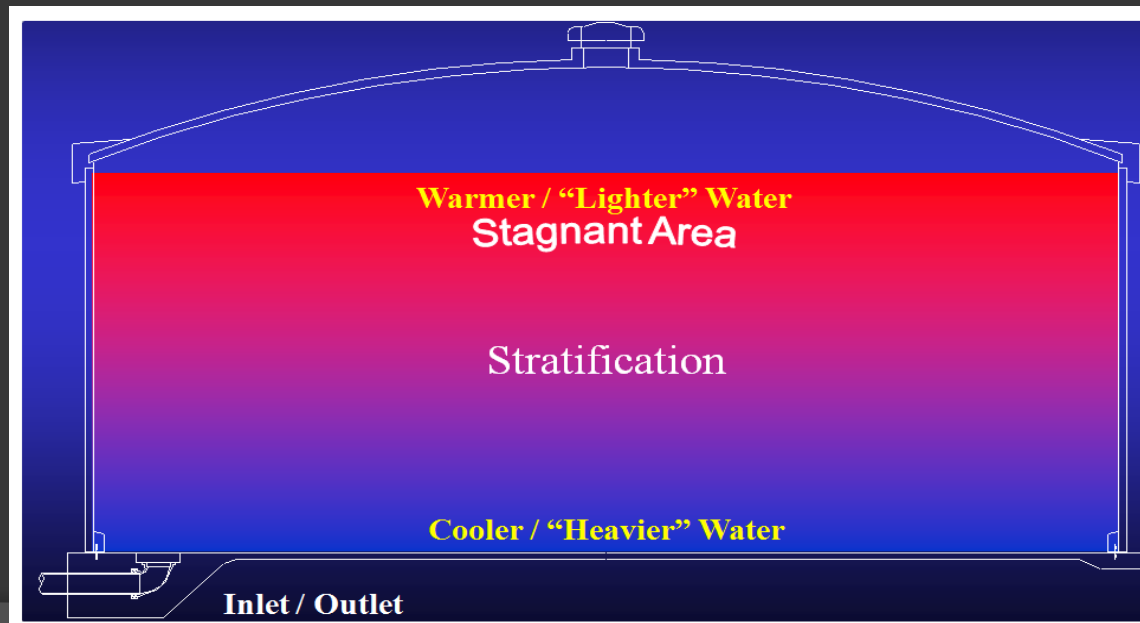 Warmer / “Lighter” Water
Stagnant Area
Stratification
Cooler / “Heavier” Water
Inlet / Outlet